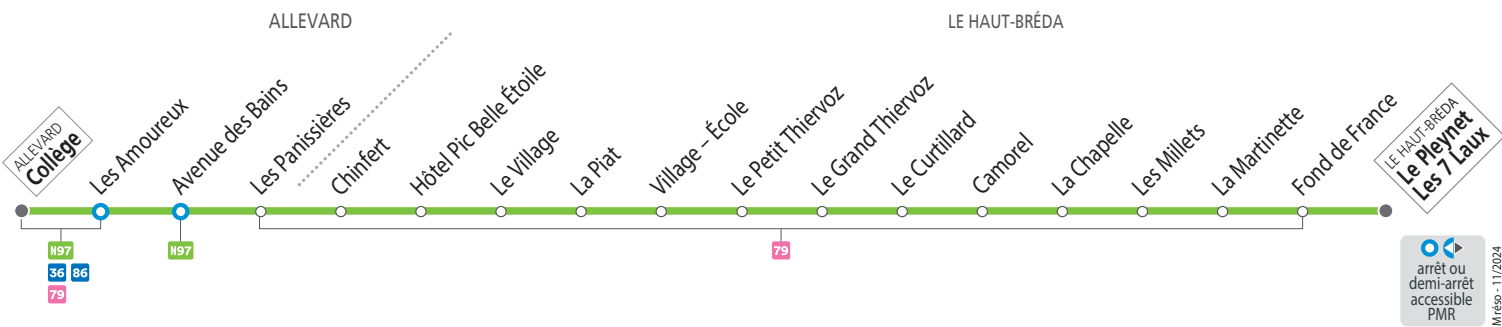 ALLEVARD
LE HAUT-BRÉDA
ALLEVARD
Collège
Les Amoureux
Avenue des Bains
Les Panissières
Chinfert
Hôtel Pic Belle Étoile
Le Village
La Piat
Village – École
Le Petit Thiervoz
Le Grand Thiervoz
Le Curtillard
Camorel
La Chapelle
Les Millets
La Martinette
Fond de France
LE HAUT-BRÉDA
Le Pleynet
Les 7 Laux
N97
36 86
79
N97
79
arrêt ou
demi-arrêt
accessible
PMR
M réso - 11/2024